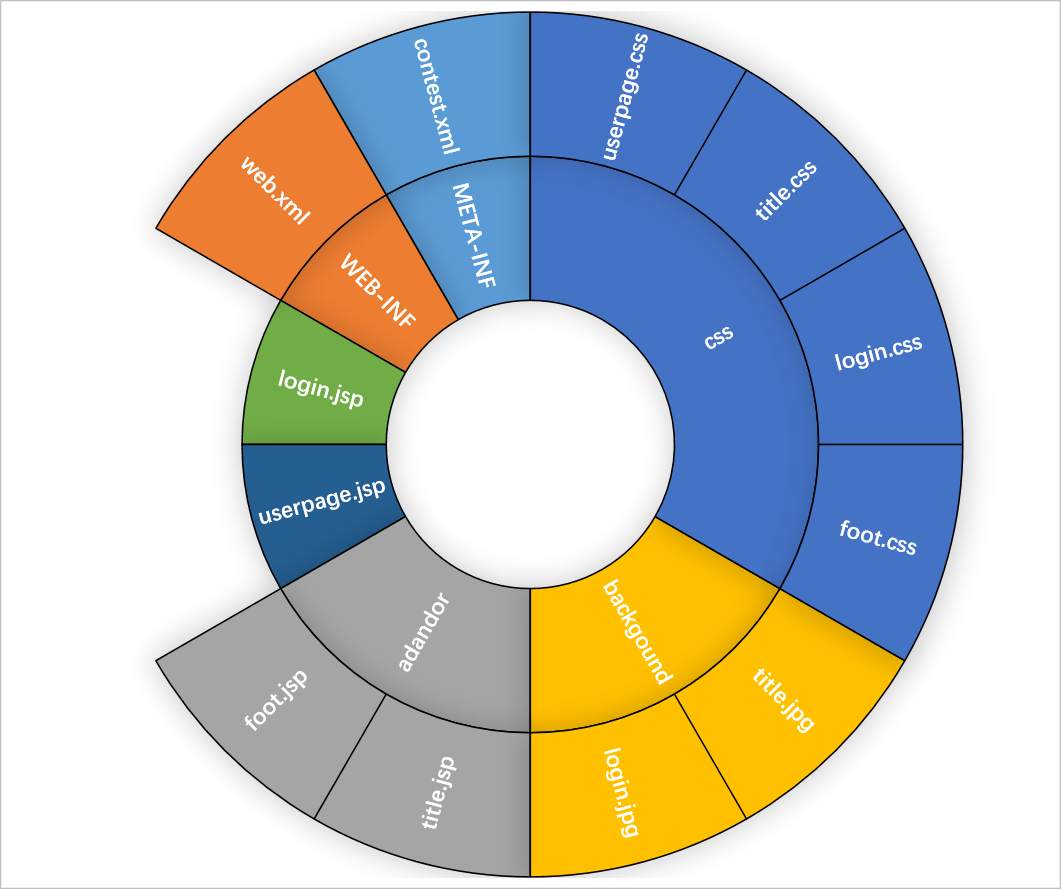 userpage.css
title.css
login.css
foot.css
css
title.jpg
login.jpg
backgound
title.jsp
foot.jsp
adandor
userpage.jsp
login.jsp
web.xml
WEB-INF
contest.xml
META-INF